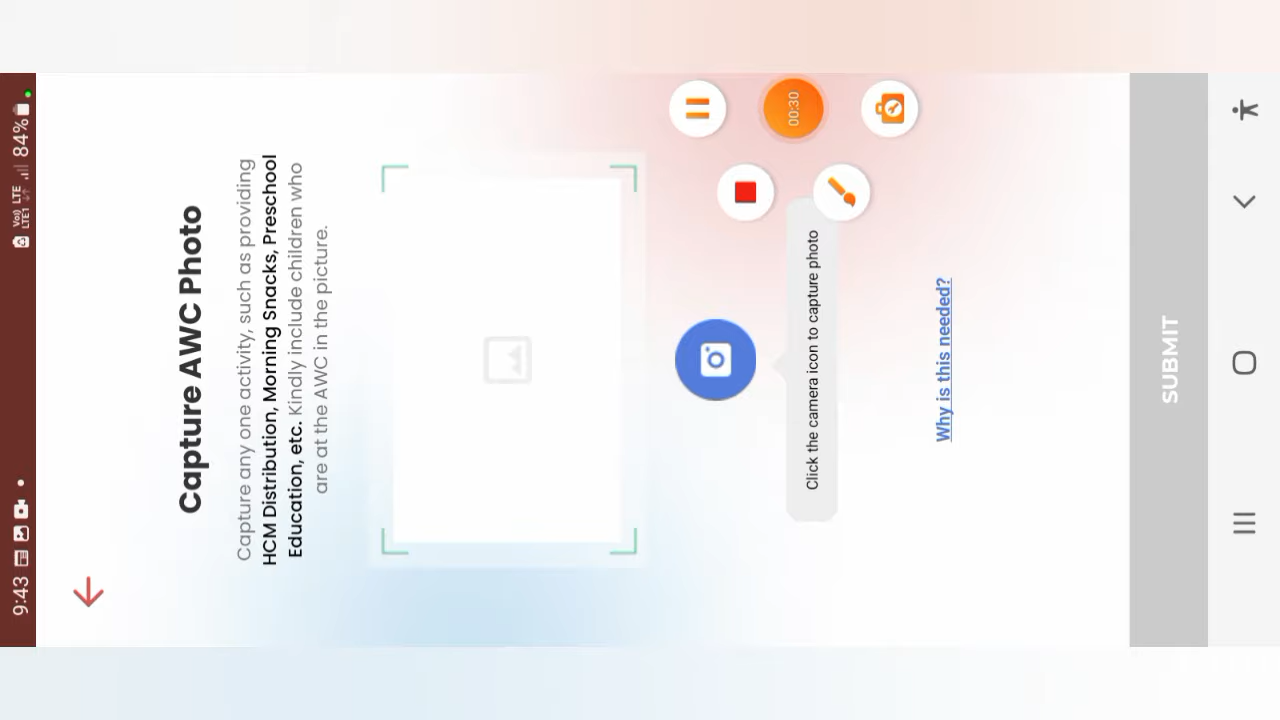 9:43
Vo) LTE
LTE1
84%
Capture AWC Photo
Capture any one activity, such as providing
HCM Distribution, Morning Snacks, Preschool
Education, etc. Kindly include children who
are at the AWC in the picture.
00:30
Click the camera icon to capture photo
Why is this needed?
SUBMIT